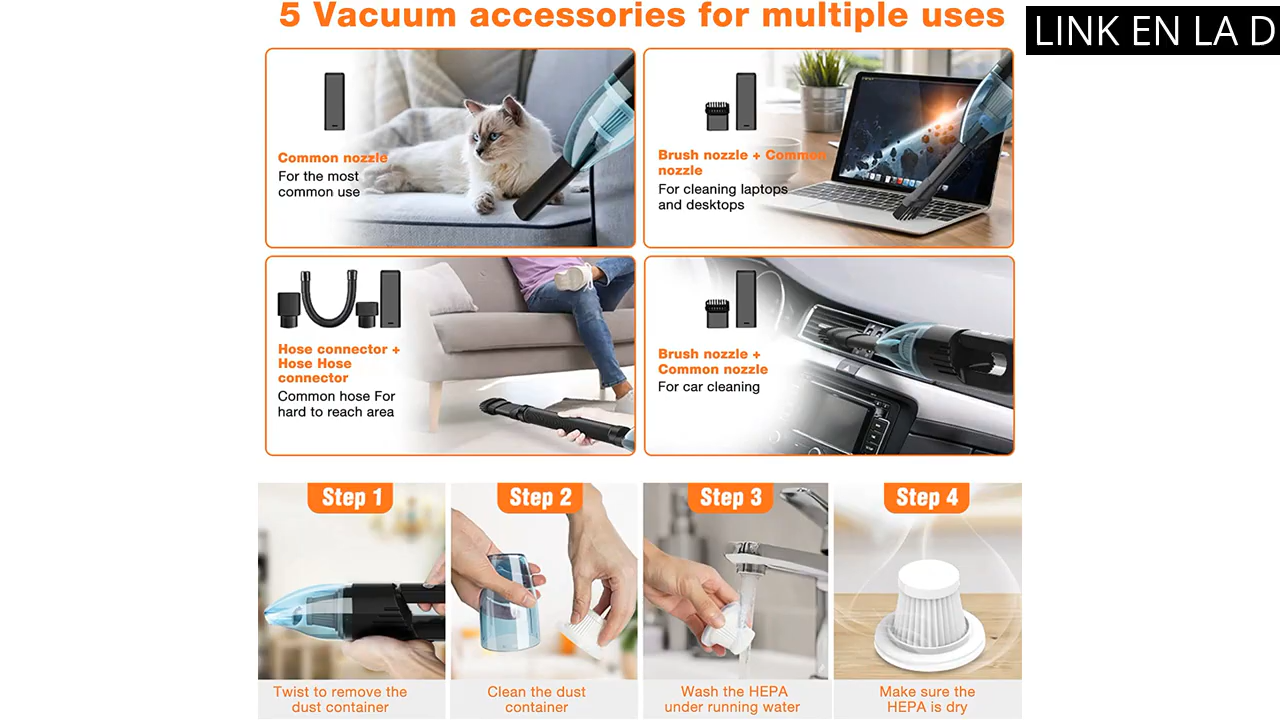 5 Vacuum accessories for multiple uses
LINK EN LA D
Common nozzle
For the most
common use
Brush nozzle + Common
nozzle
For cleaning laptops
and desktops
Hose connector +
Hose Hose
connector
Common hose For
hard to reach area
Brush nozzle +
Common nozzle
For car cleaning
Step 1
Step 2
Step 3
Step 4
Twist to remove the
dust container
Clean the dust
container
Wash the HEPA
under running water
Make sure the
HEPA is dry